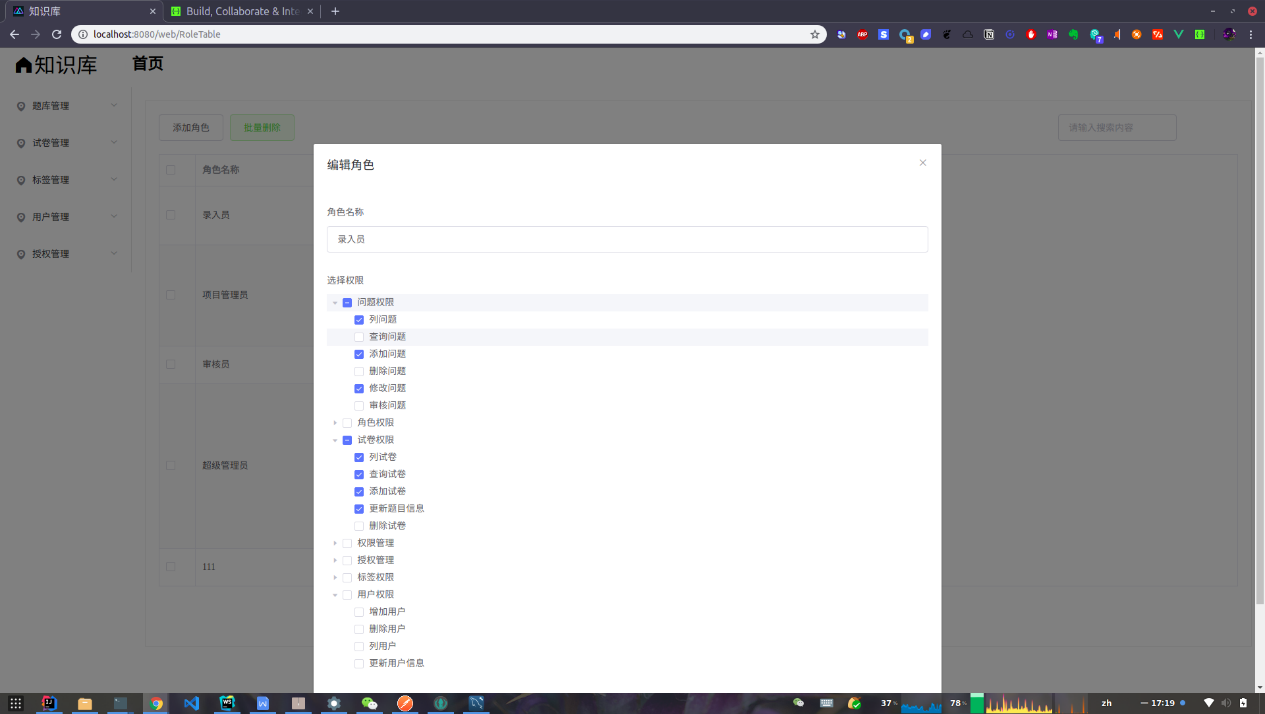 知识库
Build, Collaborate & Inte
localhost:8080/web/RoleTable
知识库
首页
题库管理
试卷管理
标签管理
用户管理
授权管理
添加角色
批量删除
请输入搜索内容
角色名称
录入员
项目管理员
审核员
超级管理员
111
编辑角色
角色名称
录入员
选择权限
问题权限
列问题
查询问题
添加问题
删除问题
修改问题
审核问题
角色权限
试卷权限
列试卷
查询试卷
添加试卷
更新题目信息
删除试卷
权限管理
授权管理
标签权限
用户权限
增加用户
删除用户
列用户
更新用户信息
37%
78%
zh
17:19